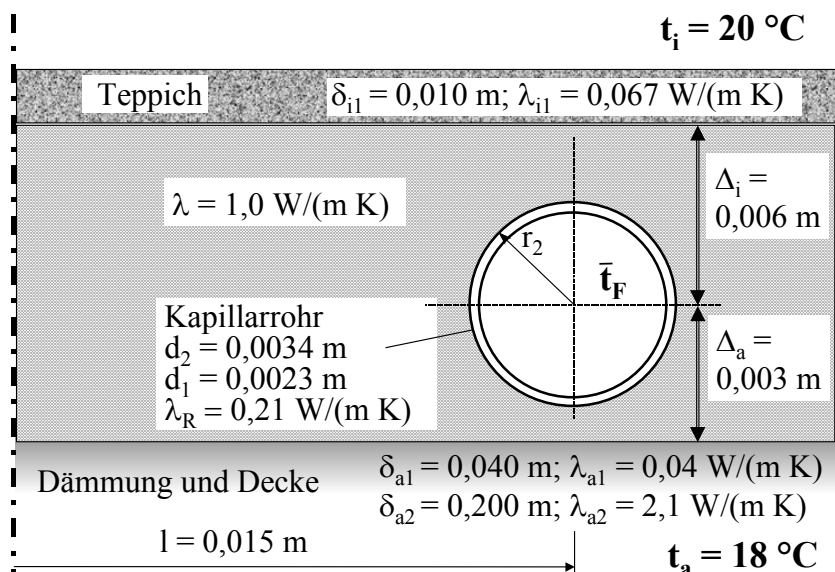 t_i = 20 °C
Teppich
δ_i1 = 0,010 m; λ_i1 = 0,067 W/(m K)
λ = 1,0 W/(m K)
Δ_i =
0,006 m
r_2
t̄_F
Kapillarrohr
d_2 = 0,0034 m
d_1 = 0,0023 m
λ_R = 0,21 W/(m K)
Δ_a =
0,003 m
Dämmung und Decke
δ_a1 = 0,040 m; λ_a1 = 0,04 W/(m K)
δ_a2 = 0,200 m; λ_a2 = 2,1 W/(m K)
l = 0,015 m
t_a = 18 °C